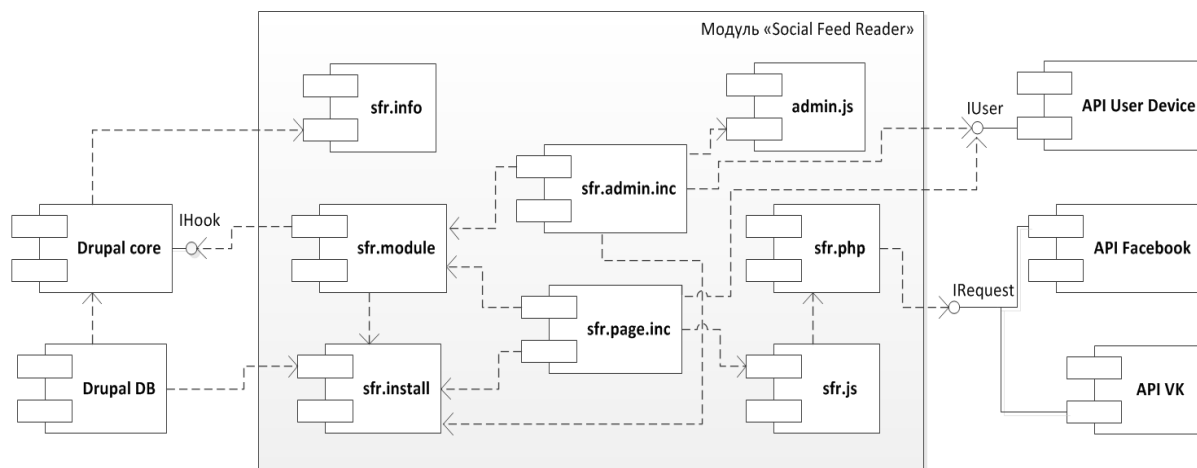 Модуль «Social Feed Reader»
sfr.info
admin.js
IUser
API User Device
sfr.admin.inc
IHook
Drupal core
sfr.module
sfr.php
API Facebook
IRequest
sfr.page.inc
Drupal DB
sfr.install
sfr.js
API VK